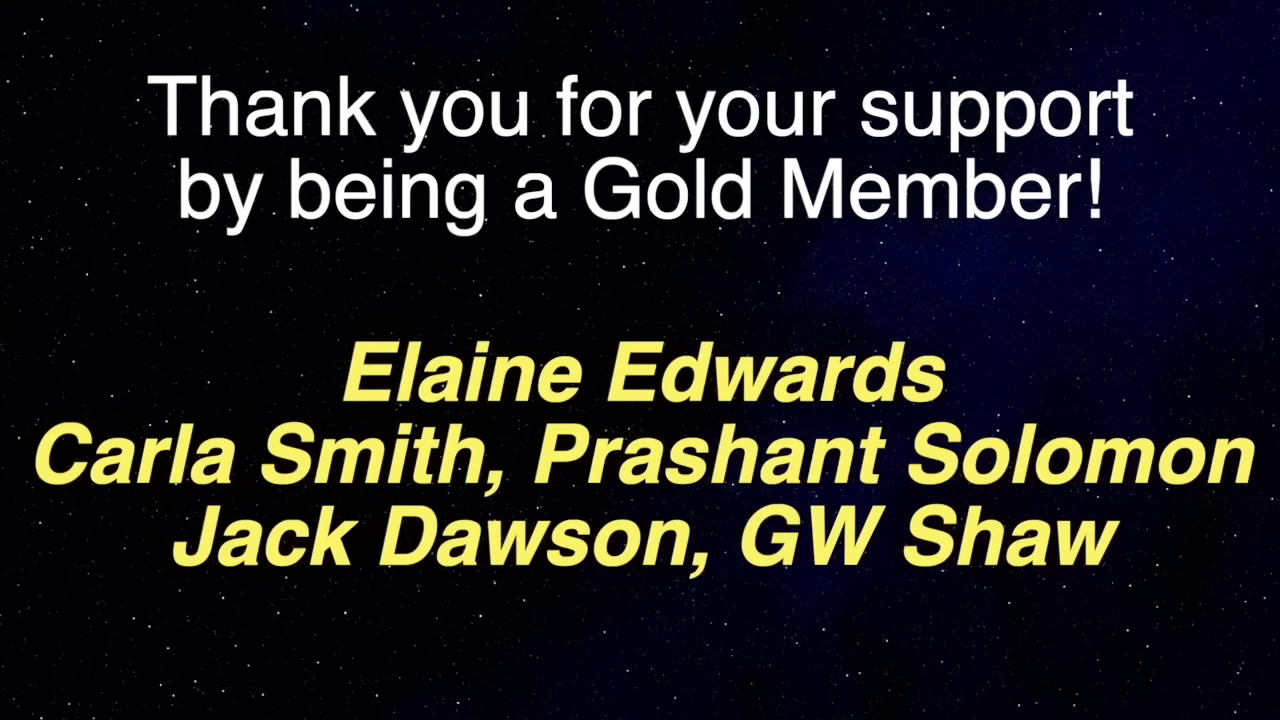 Thank you for your support
by being a Gold Member!
Elaine Edwards
Carla Smith, Prashant Solomon
Jack Dawson, GW Shaw